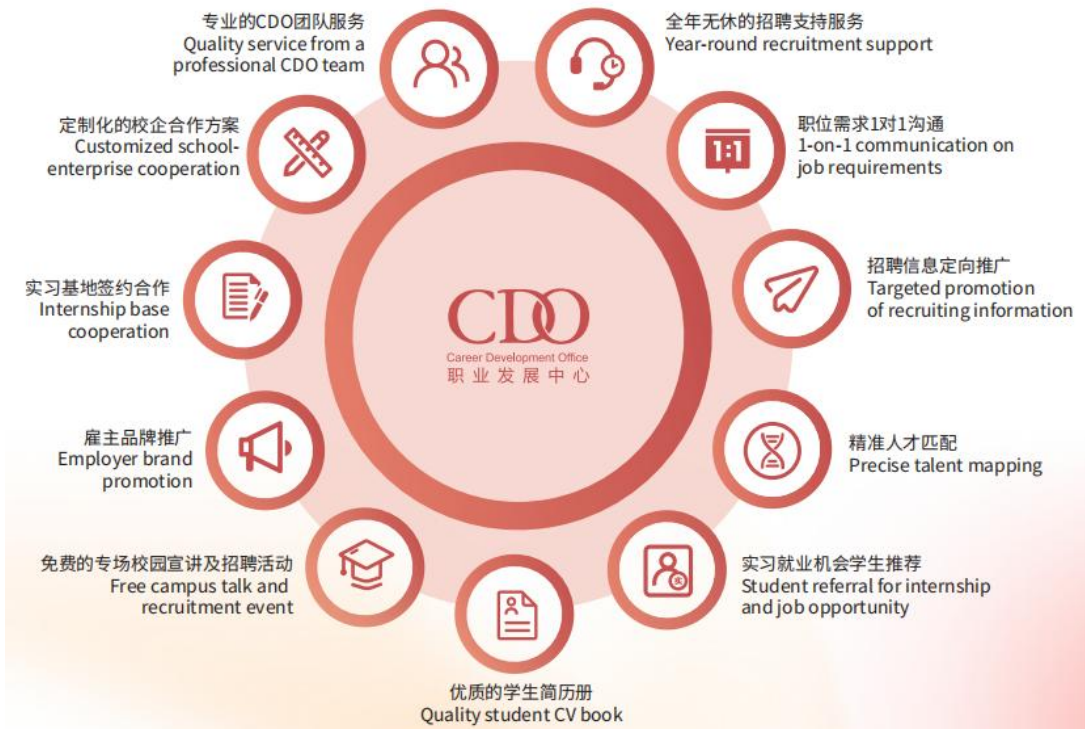 专业的CDO团队服务
Quality service from a
professional CDO team
全年无休的招聘支持服务
Year-round recruitment support
定制化的校企合作方案
Customized school-
enterprise cooperation
职位需求1对1沟通
1-on-1 communication on
job requirements
1:1
实习基地签约合作
Internship base
cooperation
招聘信息定向推广
Targeted promotion
of recruiting information
CDO
Career Development Office
职业发展中心
雇主品牌推广
Employer brand
promotion
精准人才匹配
Precise talent mapping
免费的专场校园宣讲及招聘活动
Free campus talk and
recruitment event
实习就业机会学生推荐
Student referral for internship
and job opportunity
实
优质的学生简历册
Quality student CV book